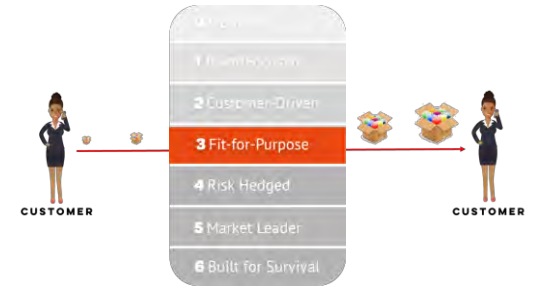 1 Team-Focused
2 Customer-Driven
3 Fit-for-Purpose
4 Risk Hedged
5 Market Leader
6 Built for Survival
CUSTOMER
CUSTOMER